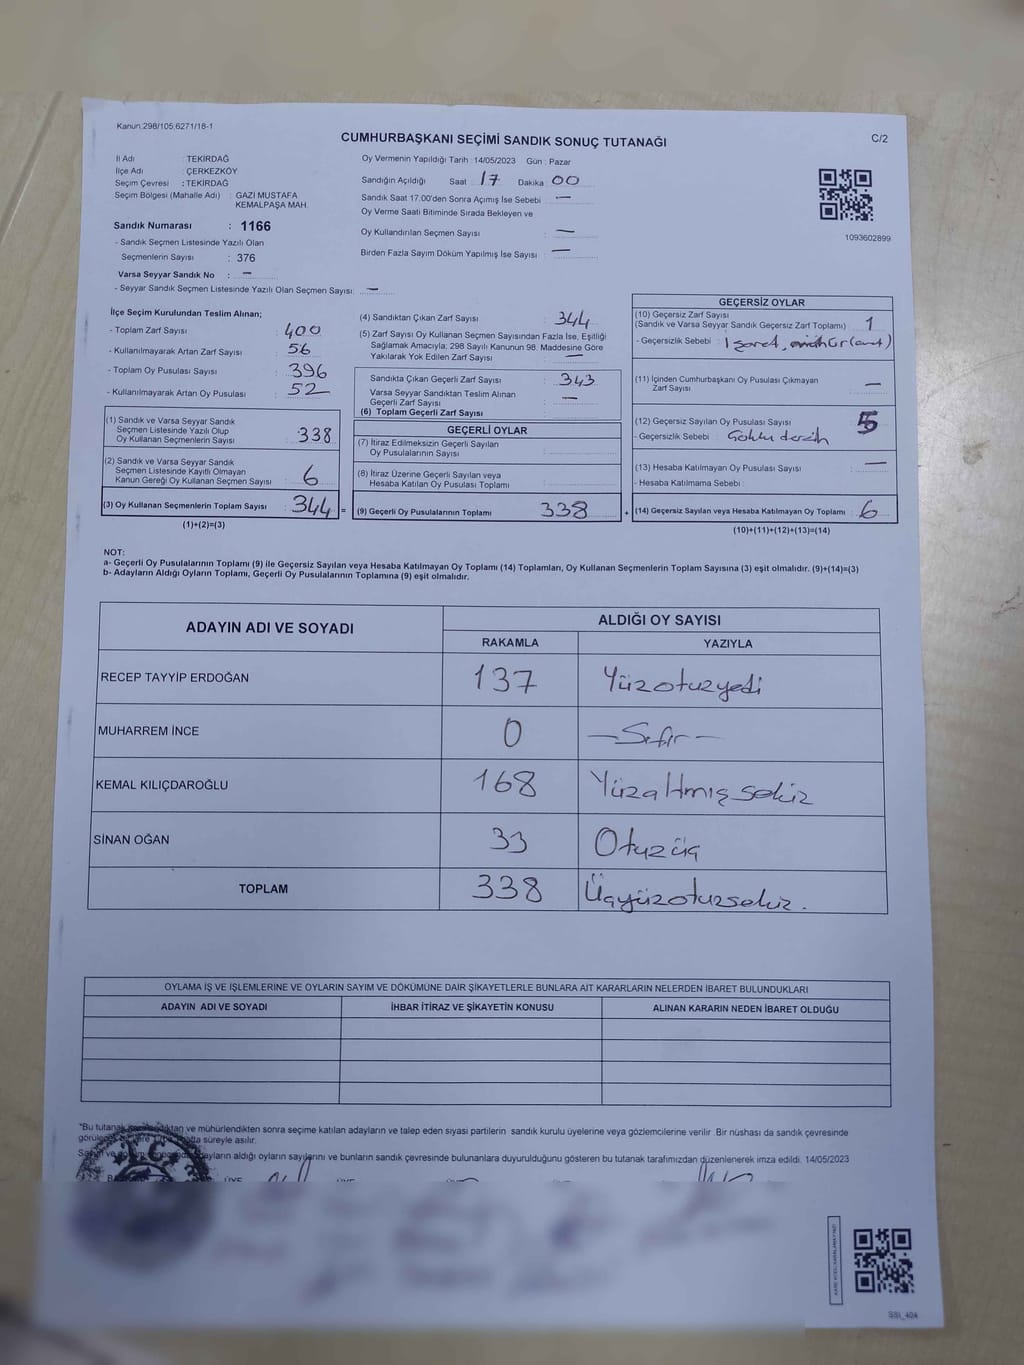 Kanun:298/105,6271/18-1
CUMHURBAŞKANI SEÇİMİ SANDIK SONUÇ TUTANAĞI
C/2
İl Adı : TEKİRDAĞ
İlçe Adı : ÇERKEZKÖY
Seçim Çevresi : TEKİRDAĞ
Seçim Bölgesi (Mahalle Adı) : GAZİ MUSTAFA
KEMALPAŞA MAH.
Sandık Numarası : 1166
- Sandık Seçmen Listesinde Yazılı Olan
Seçmenlerin Sayısı : 376
Varsa Seyyar Sandık No : —
- Seyyar Sandık Seçmen Listesinde Yazılı Olan Seçmen Sayısı: —
Oy Vermenin Yapıldığı Tarih : 14/05/2023 Gün : Pazar
Sandığın Açıldığı Saat : 17 Dakika : 00
Sandık Saat 17.00'den Sonra Açımış İse Sebebi : —
Oy Verme Saati Bitiminde Sırada Bekleyen ve
Oy Kullandırılan Seçmen Sayısı : —
Birden Fazla Sayım Döküm Yapılmış İse Sayısı : —
1093602899
İlçe Seçim Kurulundan Teslim Alınan;
- Toplam Zarf Sayısı : 400
- Kullanılmayarak Artan Zarf Sayısı : 56
- Toplam Oy Pusulası Sayısı : 396
- Kullanılmayarak Artan Oy Pusulası : 52
(1) Sandık ve Varsa Seyyar Sandık
Seçmen Listesinde Yazılı Olup
Oy Kullanan Seçmenlerin Sayısı : 338
(2) Sandık ve Varsa Seyyar Sandık
Seçmen Listesinde Kayıtlı Olmayan
Kanun Gereği Oy Kullanan Seçmen Sayısı : 6
(3) Oy Kullanan Seçmenlerin Toplam Sayısı : 344 =
(1)+(2)=(3)
(4) Sandıktan Çıkan Zarf Sayısı : 344
(5) Zarf Sayısı Oy Kullanan Seçmen Sayısından Fazla İse, Eşitliği
Sağlamak Amacıyla; 298 Sayılı Kanunun 98. Maddesine Göre
Yakılarak Yok Edilen Zarf Sayısı : —
Sandıkta Çıkan Geçerli Zarf Sayısı : 343
Varsa Seyyar Sandıktan Teslim Alınan
Geçerli Zarf Sayısı : —
(6) Toplam Geçerli Zarf Sayısı :
GEÇERLİ OYLAR
(7) İtiraz Edilmeksizin Geçerli Sayılan
Oy Pusulalarının Sayısı :
(8) İtiraz Üzerine Geçerli Sayılan veya
Hesaba Katılan Oy Pusulası Toplamı :
(9) Geçerli Oy Pusulalarının Toplamı : 338 +
GEÇERSİZ OYLAR
(10) Geçersiz Zarf Sayısı
(Sandık ve Varsa Seyyar Sandık Geçersiz Zarf Toplamı) : 1
- Geçersizlik Sebebi :
(11) İçinden Cumhurbaşkanı Oy Pusulası Çıkmayan
Zarf Sayısı : —
(12) Geçersiz Sayılan Oy Pusulası Sayısı : 5
- Geçersizlik Sebebi :
(13) Hesaba Katılmayan Oy Pusulası Sayısı : —
- Hesaba Katılmama Sebebi :
(14) Geçersiz Sayılan veya Hesaba Katılmayan Oy Toplamı : 6
(10)+(11)+(12)+(13)=(14)
NOT:
a- Geçerli Oy Pusulalarının Toplamı (9) ile Geçersiz Sayılan veya Hesaba Katılmayan Oy Toplamı (14) Toplamları, Oy Kullanan Seçmenlerin Toplam Sayısına (3) eşit olmalıdır. (9)+(14)=(3)
b- Adayların Aldığı Oyların Toplamı, Geçerli Oy Pusulalarının Toplamına (9) eşit olmalıdır.
ADAYIN ADI VE SOYADI ALDIĞI OY SAYISI
RAKAMLA YAZIYLA
RECEP TAYYİP ERDOĞAN 137 Yüzotuzyedi
MUHARREM İNCE 0 —Sıfır—
KEMAL KILIÇDAROĞLU 168 Yüzaltmışsekiz
SİNAN OĞAN 33 Otuzüç
TOPLAM 338 Üçyüzotuzsekiz.
OYLAMA İŞ VE İŞLEMLERİNE VE OYLARIN SAYIM VE DÖKÜMÜNE DAİR ŞİKAYETLERLE BUNLARA AİT KARARLARIN NELERDEN İBARET BULUNDUKLARI
ADAYIN ADI VE SOYADI İHBAR İTİRAZ VE ŞİKAYETİN KONUSU ALINAN KARARIN NEDEN İBARET OLDUĞU
"Bu tutanak ve mühürlendikten sonra seçime katılan adayların ve talep eden siyasi partilerin sandık kurulu üyelerine veya gözlemcilerine verilir. Bir nüshası da sandık çevresinde
hafta süreyle asılır.
adayların aldığı oyların sayılarını ve bunların sandık çevresinde bulunanlara duyurulduğunu gösteren bu tutanak tarafımızdan düzenlenerek imza edildi. 14/05/2023
SSI_404